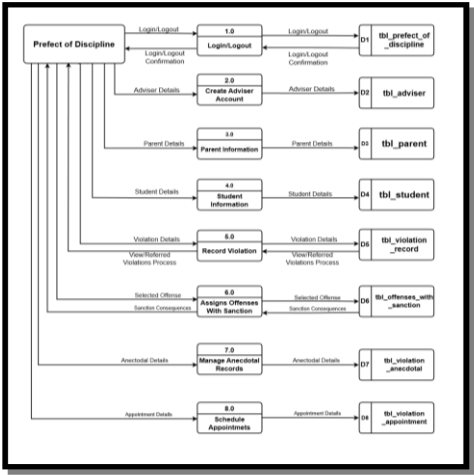 Prefect of Discipline
Login/Logout
Login/Logout
Confirmation
1.0
Login/Logout
Login/Logout
Login/Logout
Confirmation
D1
tbl_prefect_of
_discipline
Adviser Details
2.0
Create Adviser
Account
Adviser Details
D2
tbl_adviser
Parent Details
3.0
Parent Information
Parent Details
D3
tbl_parent
Student Details
4.0
Student
Information
Student Details
D4
tbl_student
Violation Details
View/Referred
Violations Process
5.0
Record Violation
Violation Details
View/Referred
Violations Process
D5
tbl_violation
_record
Selected Offense
Sanction Consequences
6.0
Assigns Offenses
With Sanction
Selected Offense
Sanction Consequences
D6
tbl_offenses_with
_sanction
Anectodal Details
7.0
Manage Anecdotal
Records
Anectodal Details
D7
tbl_violation
_anecdotal
Appointment Details
8.0
Schedule
Appointmets
Appointment Details
D8
tbl_violation
_appointment